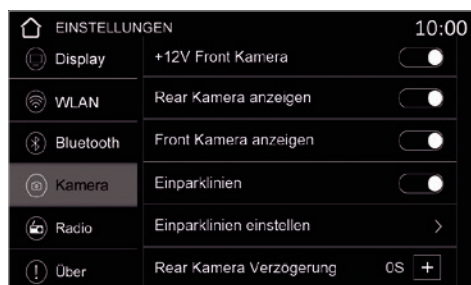 EINSTELLUNGEN 10:00
Display
WLAN
Bluetooth
Kamera
Radio
Über
+12V Front Kamera
Rear Kamera anzeigen
Front Kamera anzeigen
Einparklinien
Einparklinien einstellen >
Rear Kamera Verzögerung 0S +